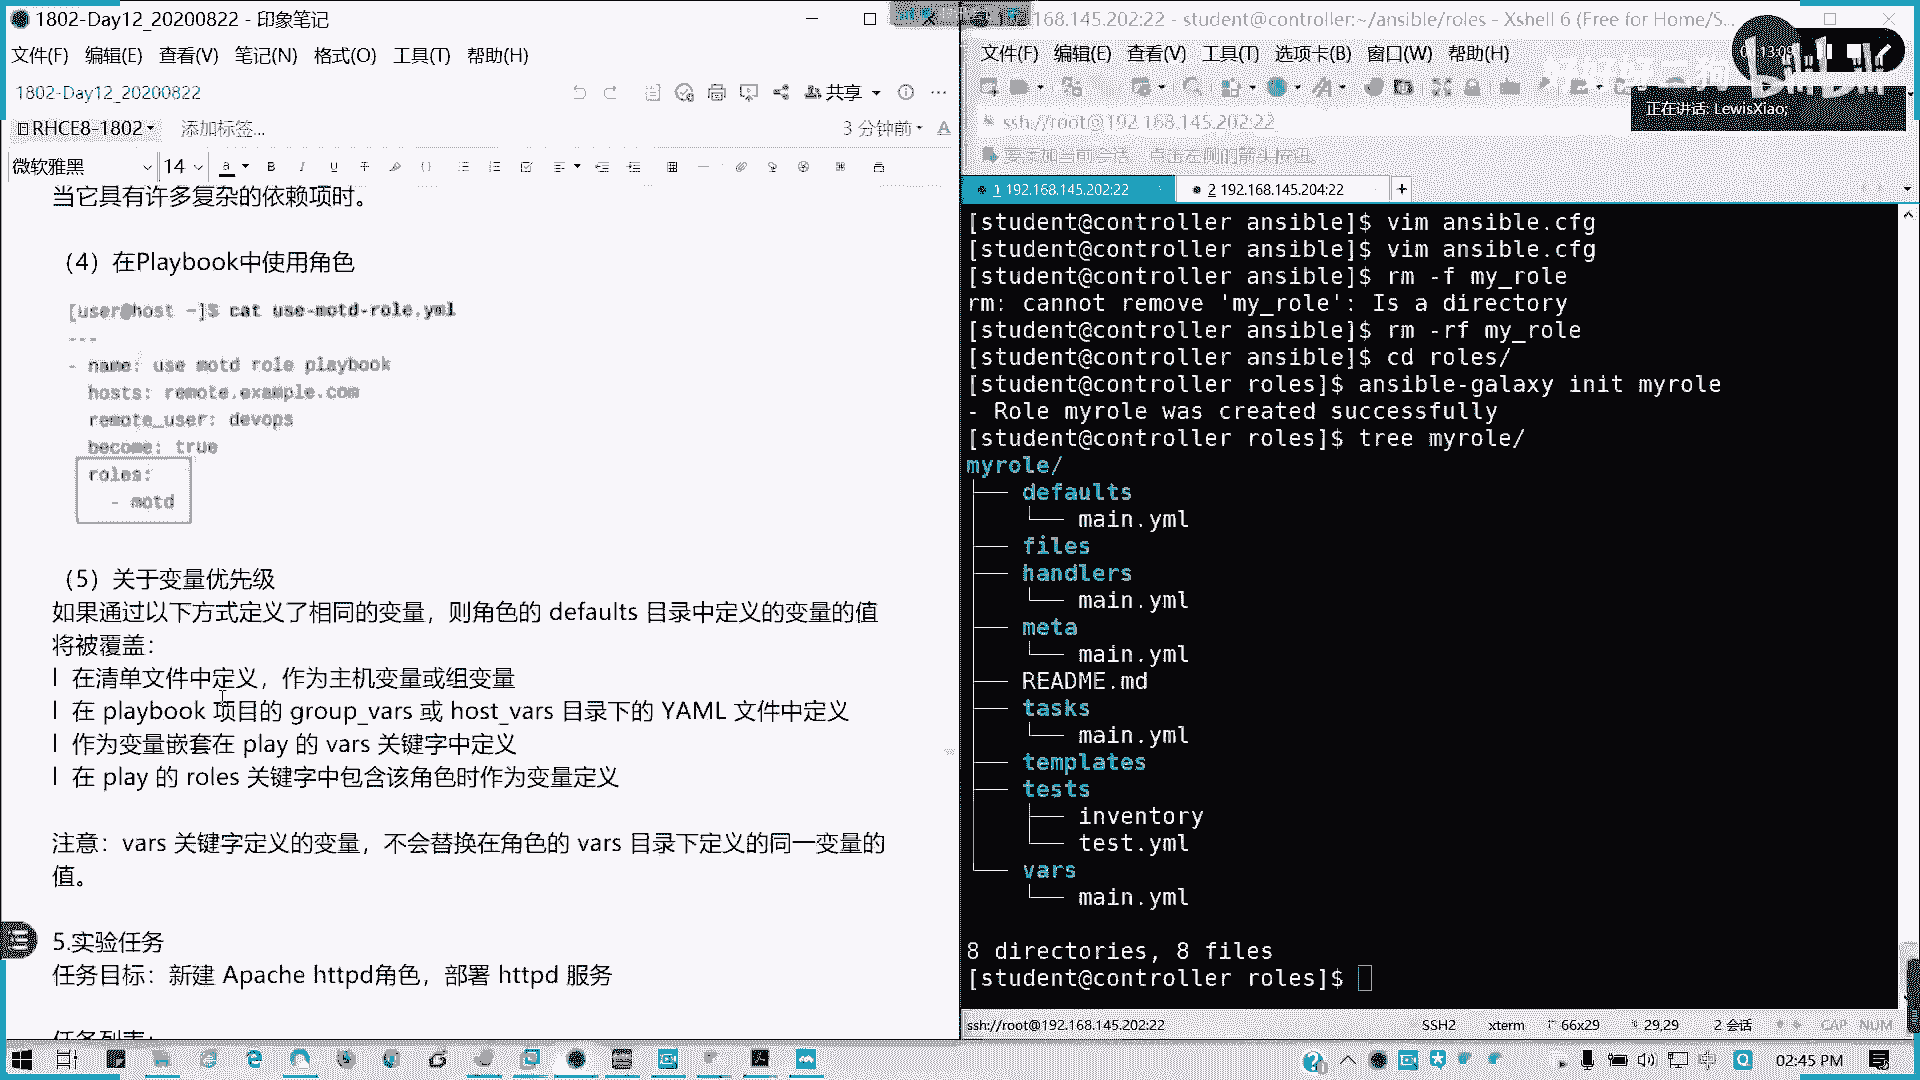 1802-Day12_20200822 - 印象笔记
文件(F) 编辑(E) 查看(V) 笔记(N) 格式(O) 工具(T) 帮助(H)
1802-Day12_20200822
共享
RHCE8-1802 添加标签...
3 分钟前
微软雅黑 14
当它具有许多复杂的依赖项时。
（4）在Playbook中使用角色
[user@host ~]$ cat use-motd-role.yml
---
- name: use motd role playbook
hosts: remote.example.com
remote_user: devops
become: true
roles:
- motd
（5）关于变量优先级
如果通过以下方式定义了相同的变量，则角色的 defaults 目录中定义的变量的值
将被覆盖：
l 在清单文件中定义，作为主机变量或组变量
l 在 playbook 项目的 group_vars 或 host_vars 目录下的 YAML 文件中定义
l 作为变量嵌套在 play 的 vars 关键字中定义
l 在 play 的 roles 关键字中包含该角色时作为变量定义
注意：vars 关键字定义的变量，不会替换在角色的 vars 目录下定义的同一变量的
值。
5.实验任务
任务目标：新建 Apache httpd角色，部署 httpd 服务
任务列表：
168.145.202:22 - student@controller:~/ansible/roles - Xshell 6 (Free for Home/S...
文件(F) 编辑(E) 查看(V) 工具(T) 选项卡(B) 窗口(W) 帮助(H)
正在讲话: LewisXiao;
ssh://root@192.168.145.202:22
要添加当前会话，点击左侧的箭头按钮。
1 192.168.145.202:22
2 192.168.145.204:22
[student@controller ansible]$ vim ansible.cfg
[student@controller ansible]$ vim ansible.cfg
[student@controller ansible]$ rm -f my_role
rm: cannot remove 'my_role': Is a directory
[student@controller ansible]$ rm -rf my_role
[student@controller ansible]$ cd roles/
[student@controller roles]$ ansible-galaxy init myrole
- Role myrole was created successfully
[student@controller roles]$ tree myrole/
myrole/
├── defaults
│   └── main.yml
├── files
├── handlers
│   └── main.yml
├── meta
│   └── main.yml
├── README.md
├── tasks
│   └── main.yml
├── templates
├── tests
│   ├── inventory
│   └── test.yml
└── vars
    └── main.yml
8 directories, 8 files
[student@controller roles]$
ssh://root@192.168.145.202:22 SSH2 xterm 66x29 29,29 2 会话 CAP NUM
02:45 PM